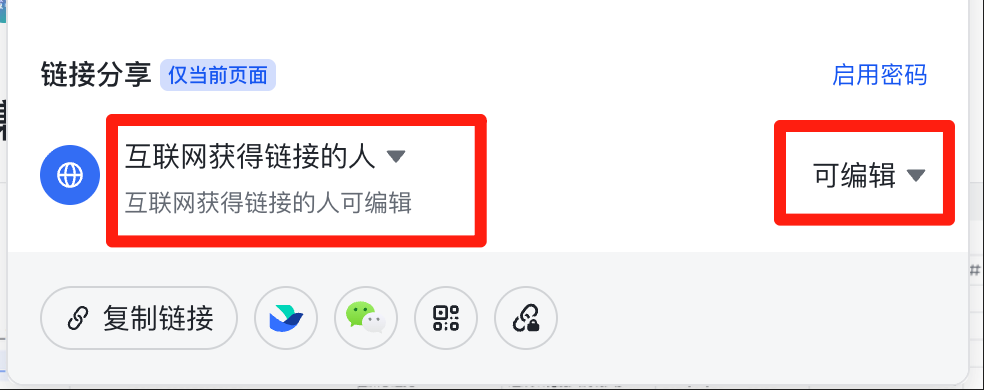 链接分享 仅当前页面 启用密码
互联网获得链接的人
互联网获得链接的人可编辑
可编辑
复制链接
#